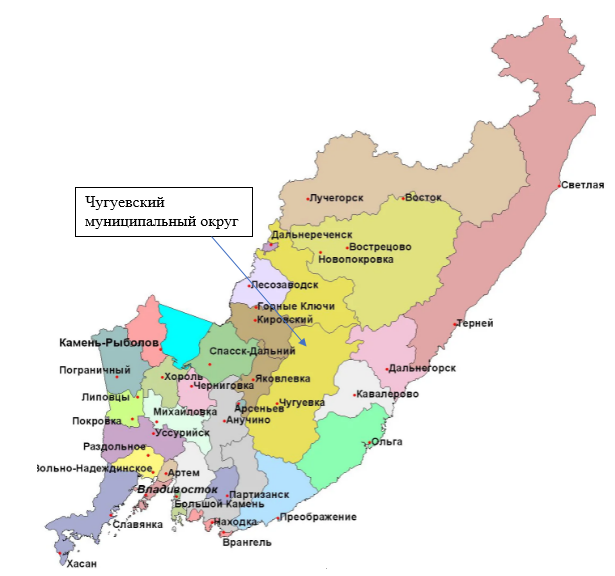 Чугуевский
муниципальный округ
Светлая
Лучегорск
Восток
Дальнереченск
Вострецово
Новопокровка
Лесозаводск
Горные Ключи
Кировский
Терней
Камень-Рыболов
Спасск-Дальний
Пограничный
Хороль
Яковлевка
Дальнегорск
Черниговка
Липовцы
Кавалерово
Михайловка
Арсеньев
Чугуевка
Покровка
Анучино
Уссурийск
Ольга
Раздольное
Вольно-Надеждинское
Артем
Владивосток
Партизанск
Большой Камень
Преображение
Славянка
Находка
Врангель
Хасан